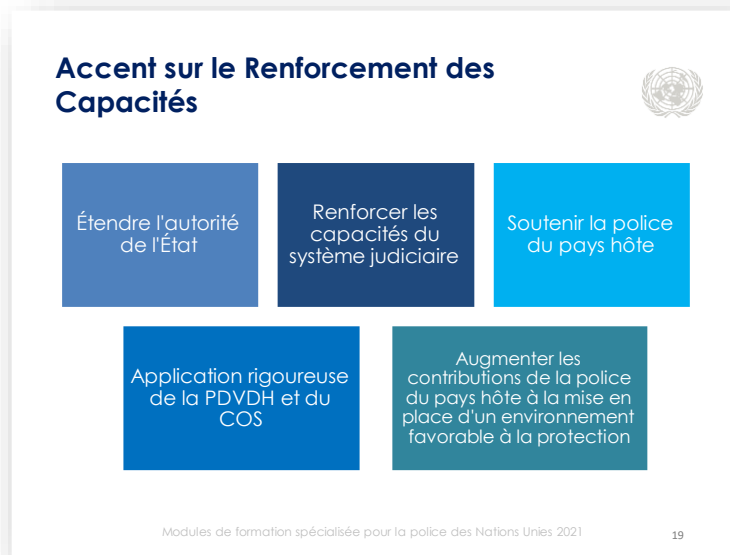 Accent sur le Renforcement des
Capacités
Étendre l'autorité
de l'État
Renforcer les
capacités du
système judiciaire
Soutenir la police
du pays hôte
Application rigoureuse
de la PDVDH et du
COS
Augmenter les
contributions de la police
du pays hôte à la mise en
place d'un environnement
favorable à la protection
Modules de formation spécialisée pour la police des Nations Unies 2021
19